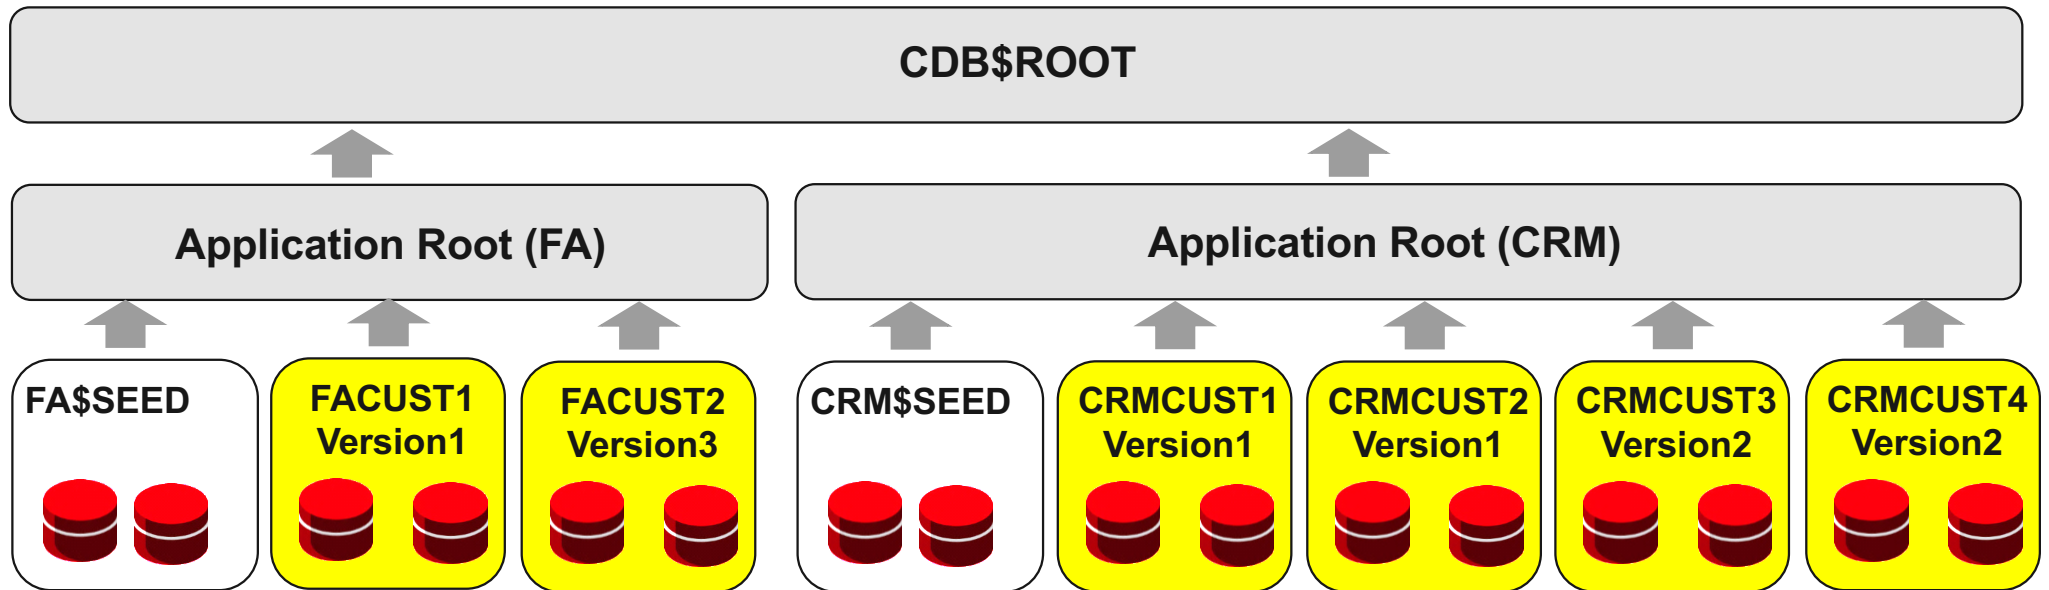 CDB$ROOT
Application Root (FA)
Application Root (CRM)
FA$SEED
FACUST1
Version1
FACUST2
Version3
CRM$SEED
CRMCUST1
Version1
CRMCUST2
Version1
CRMCUST3
Version2
CRMCUST4
Version2